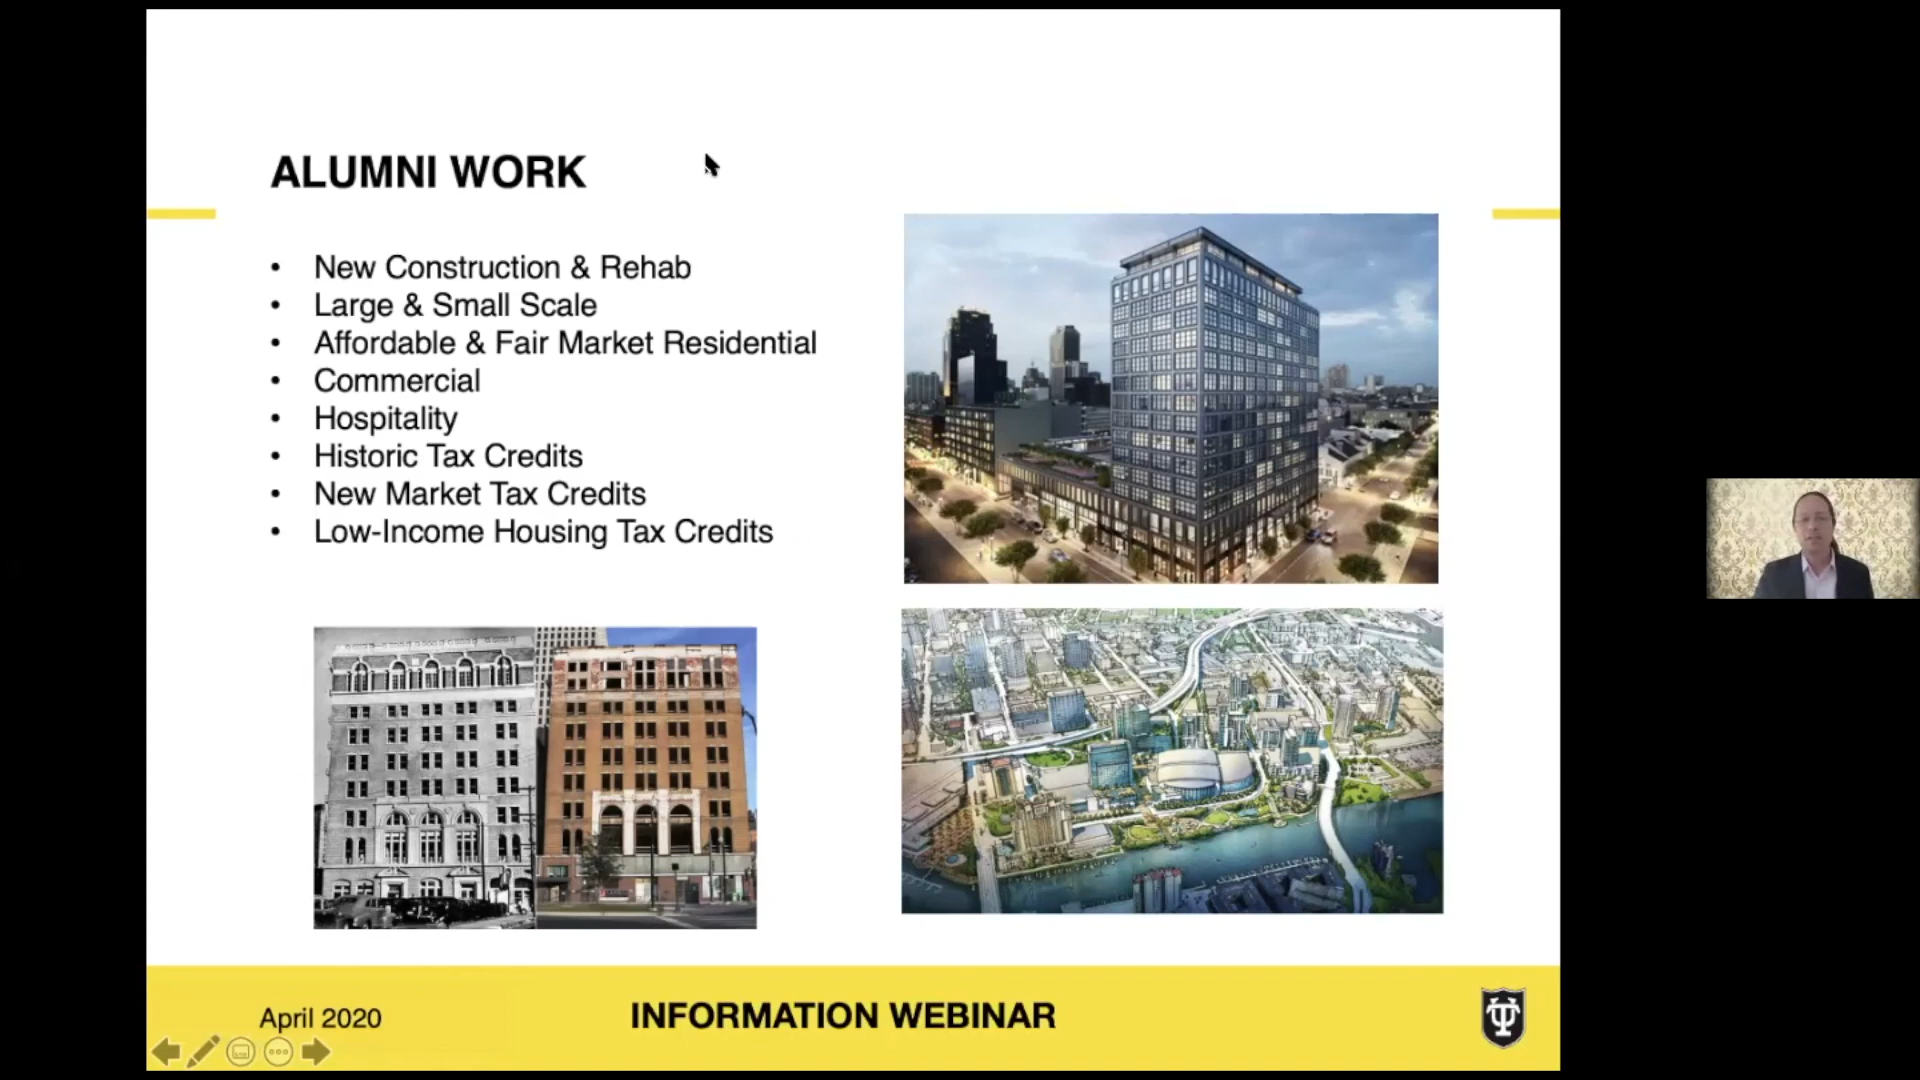 ALUMNI WORK
• New Construction & Rehab
• Large & Small Scale
• Affordable & Fair Market Residential
• Commercial
• Hospitality
• Historic Tax Credits
• New Market Tax Credits
• Low-Income Housing Tax Credits
April 2020
INFORMATION WEBINAR